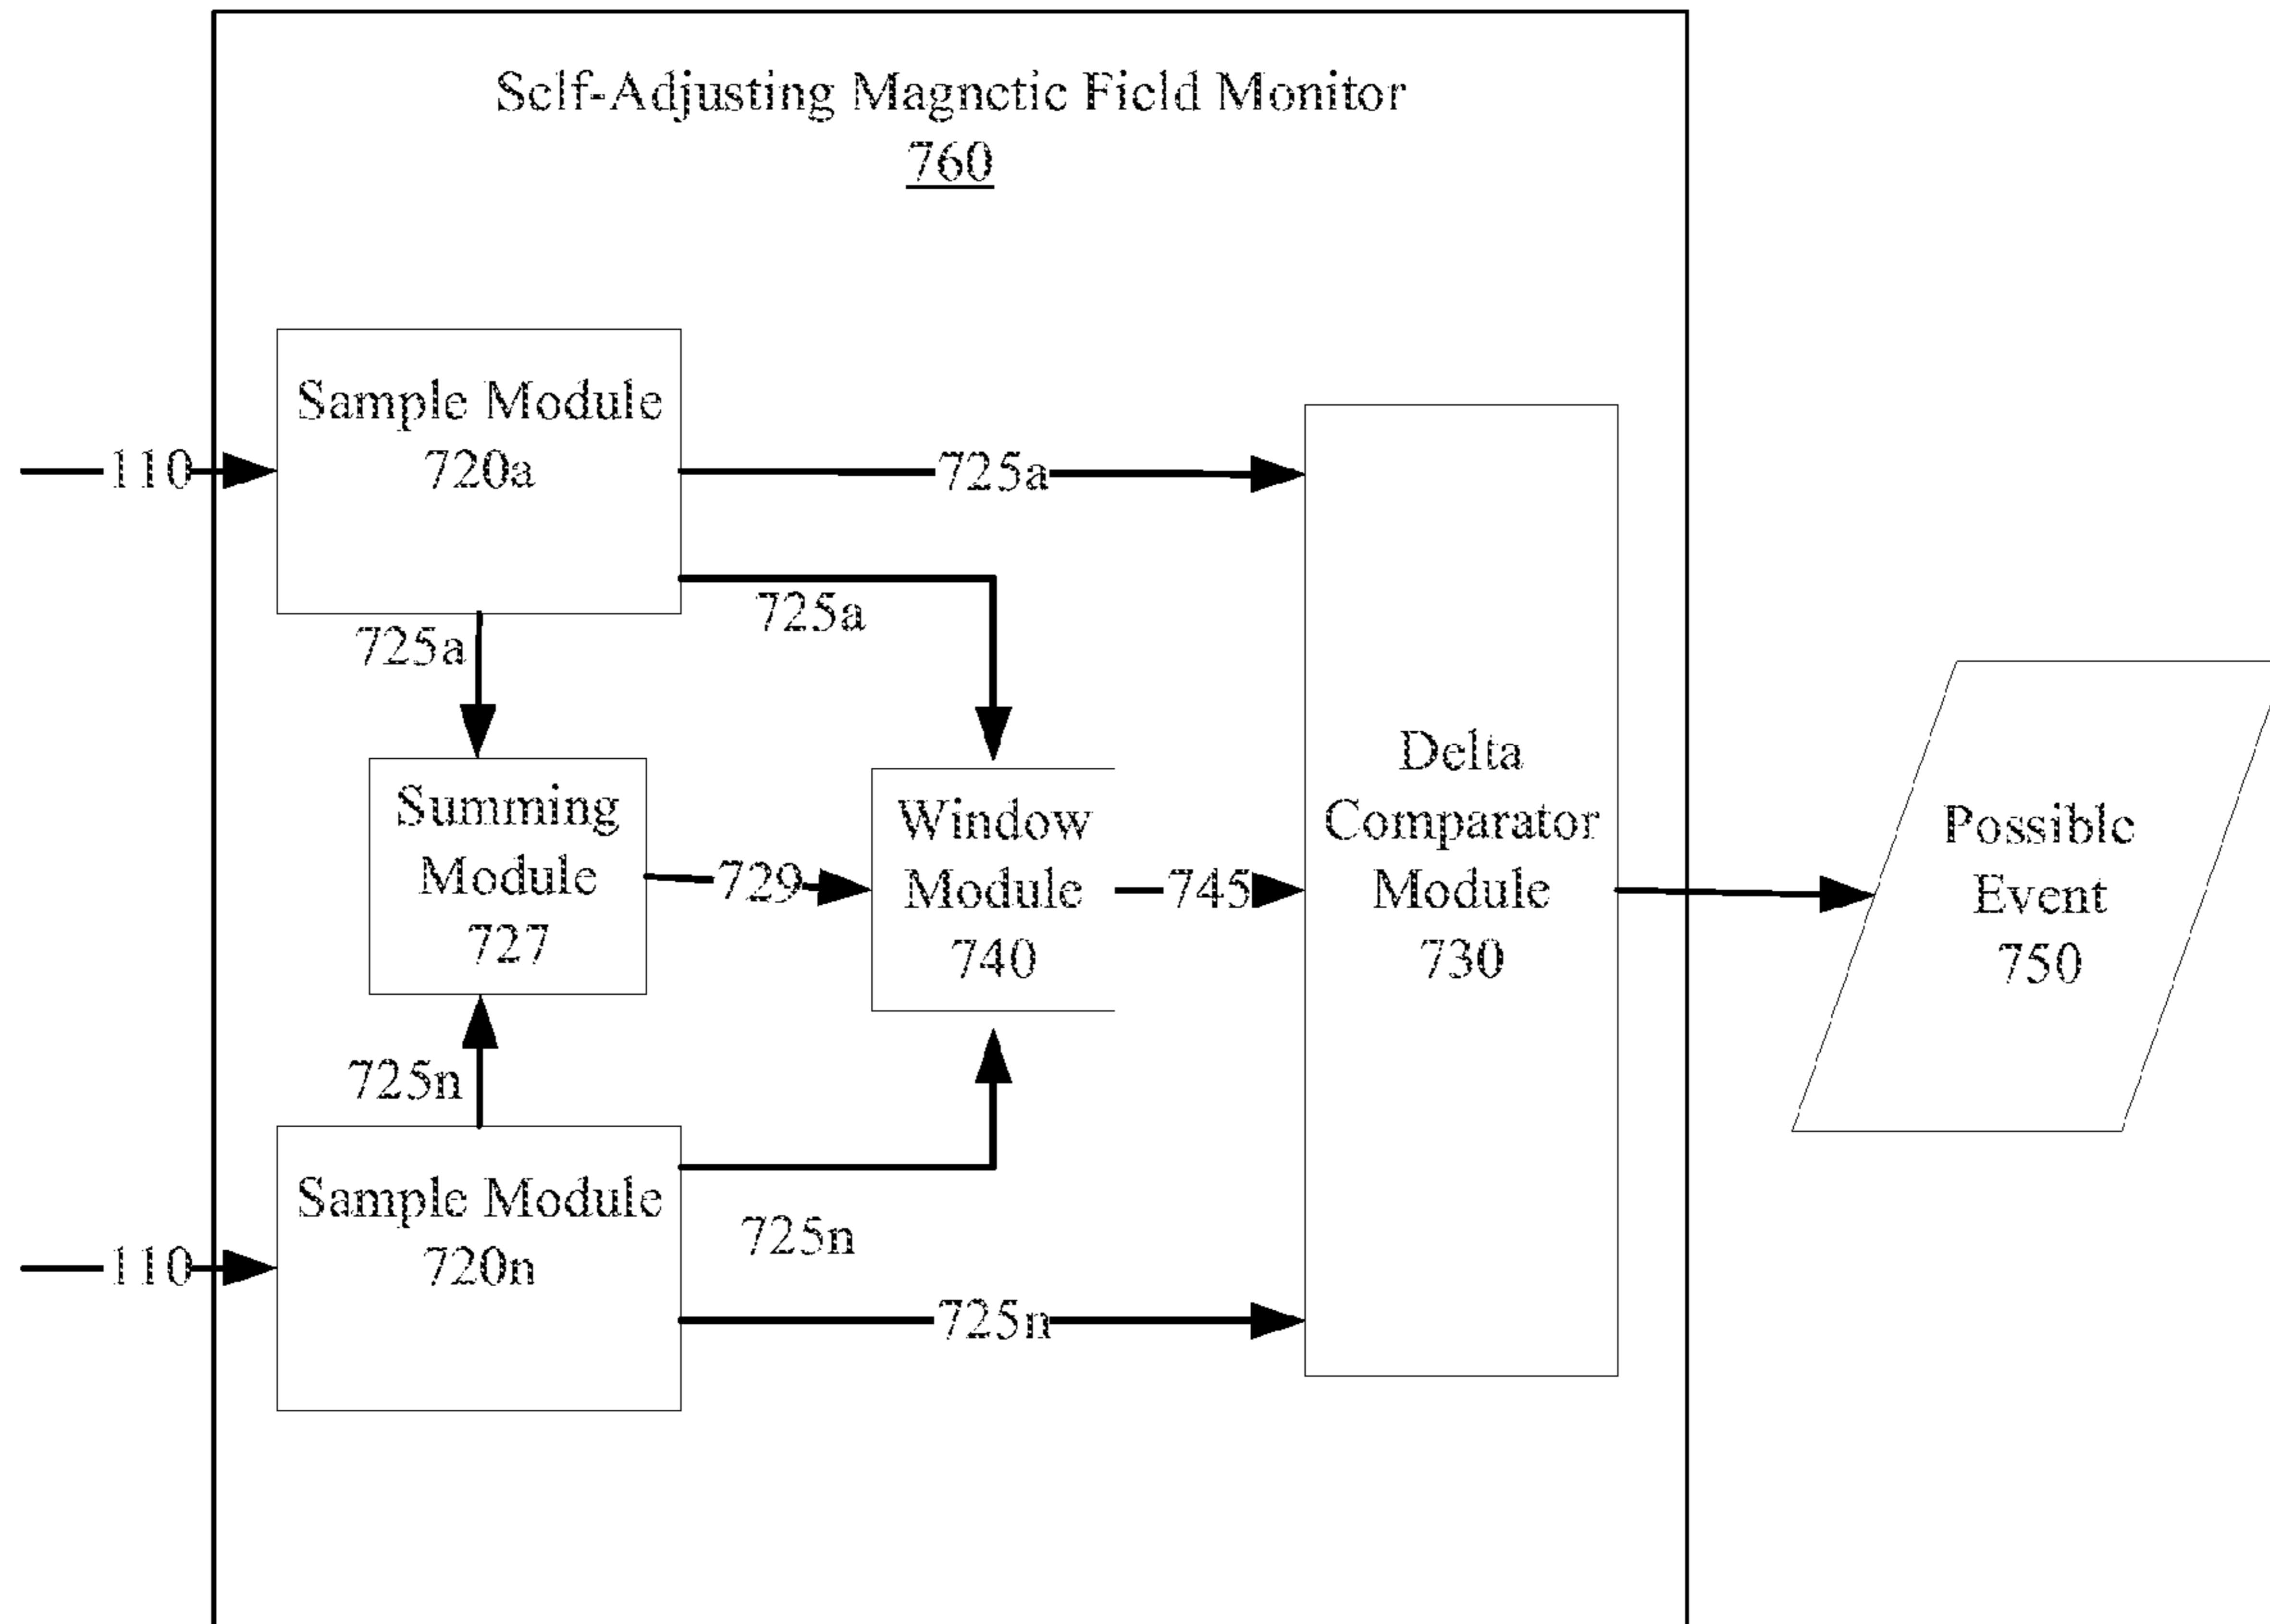 Self-Adjusting Magnetic Field Monitor
760
Sample Module
720a
110
725a
725a
725a
Summing
Module
727
729
Window
Module
740
745
Delta
Comparator
Module
730
Possible
Event
750
725n
Sample Module
720n
110
725n
725n